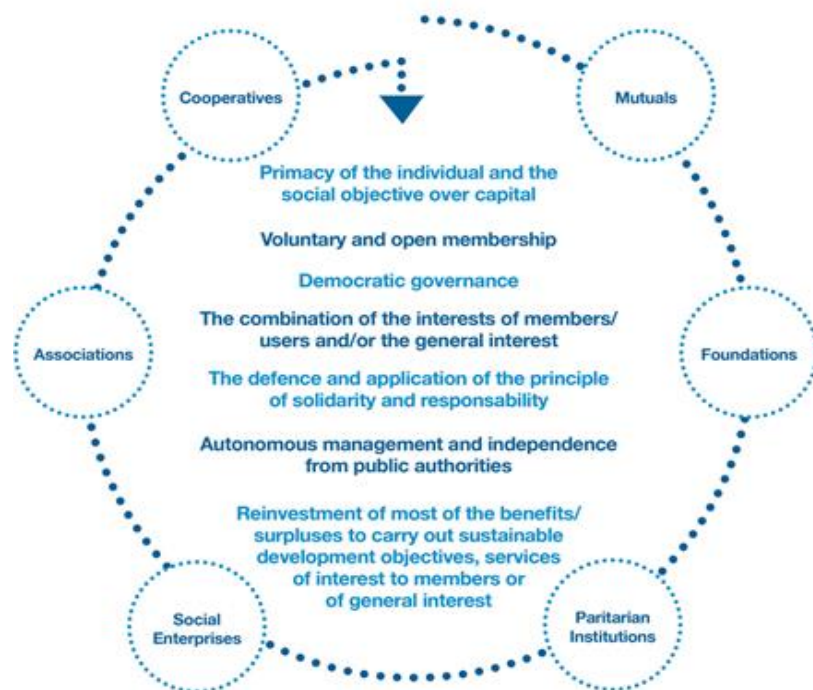 Cooperatives
Mutuals
Primacy of the individual and the
social objective over capital
Voluntary and open membership
Democratic governance
The combination of the interests of members/
users and/or the general interest
Associations
Foundations
The defence and application of the principle
of solidarity and responsability
Autonomous management and independence
from public authorities
Reinvestment of most of the benefits/
surpluses to carry out sustainable
development objectives, services
of interest to members or
of general interest
Social
Enterprises
Paritarian
Institutions